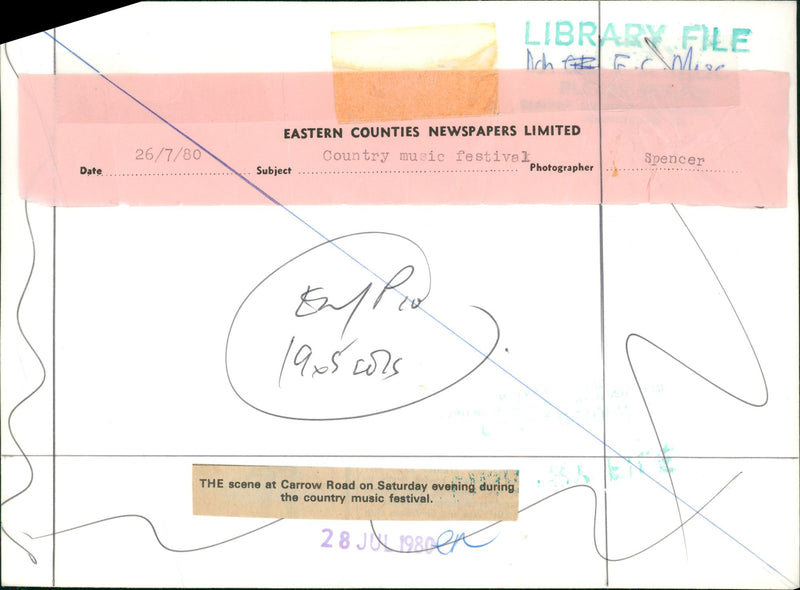 LIBRARY FILE
EASTERN COUNTIES NEWSPAPERS LIMITED
Date 26/7/80 Subject Country music festival Photographer Spencer
19x5 cols
THE scene at Carrow Road on Saturday evening during
the country music festival.
28 JUL 1980